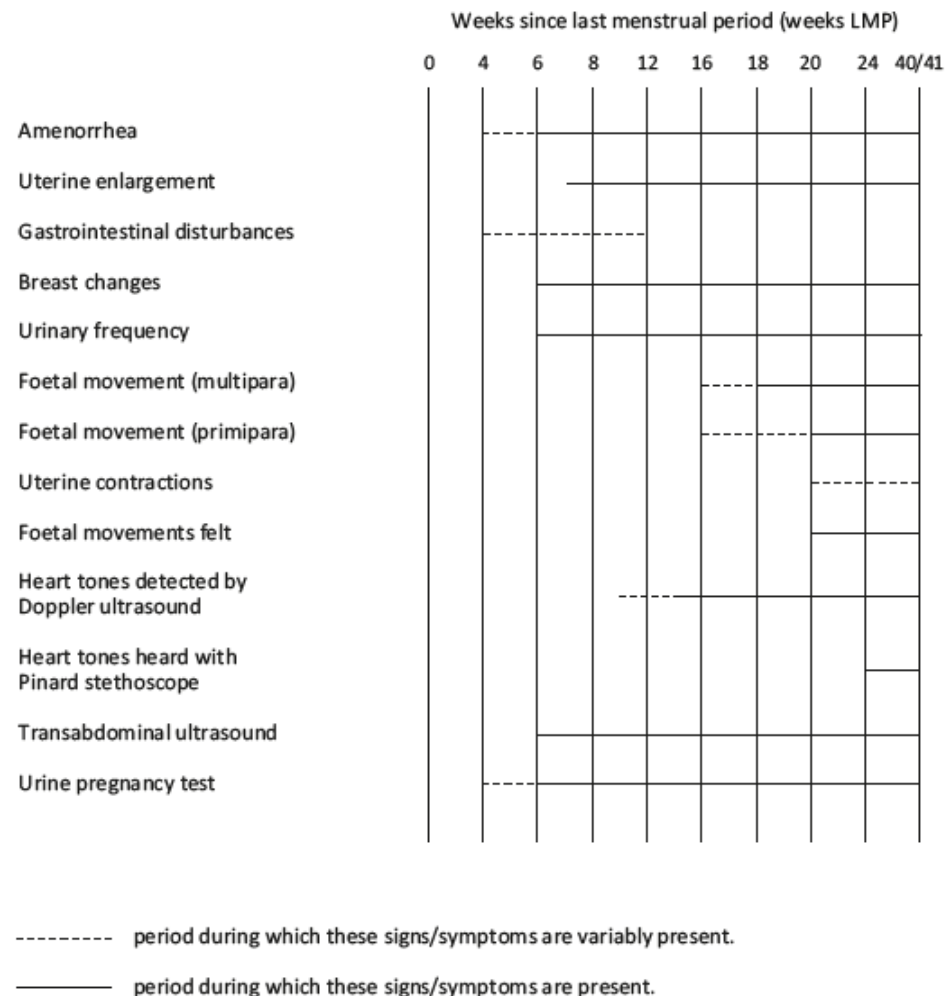 Weeks since last menstrual period (weeks LMP)
0 4 6 8 12 16 18 20 24 40/41
Amenorrhea
Uterine enlargement
Gastrointestinal disturbances
Breast changes
Urinary frequency
Foetal movement (multipara)
Foetal movement (primipara)
Uterine contractions
Foetal movements felt
Heart tones detected by
Doppler ultrasound
Heart tones heard with
Pinard stethoscope
Transabdominal ultrasound
Urine pregnancy test
period during which these signs/symptoms are variably present.
period during which these signs/symptoms are present.